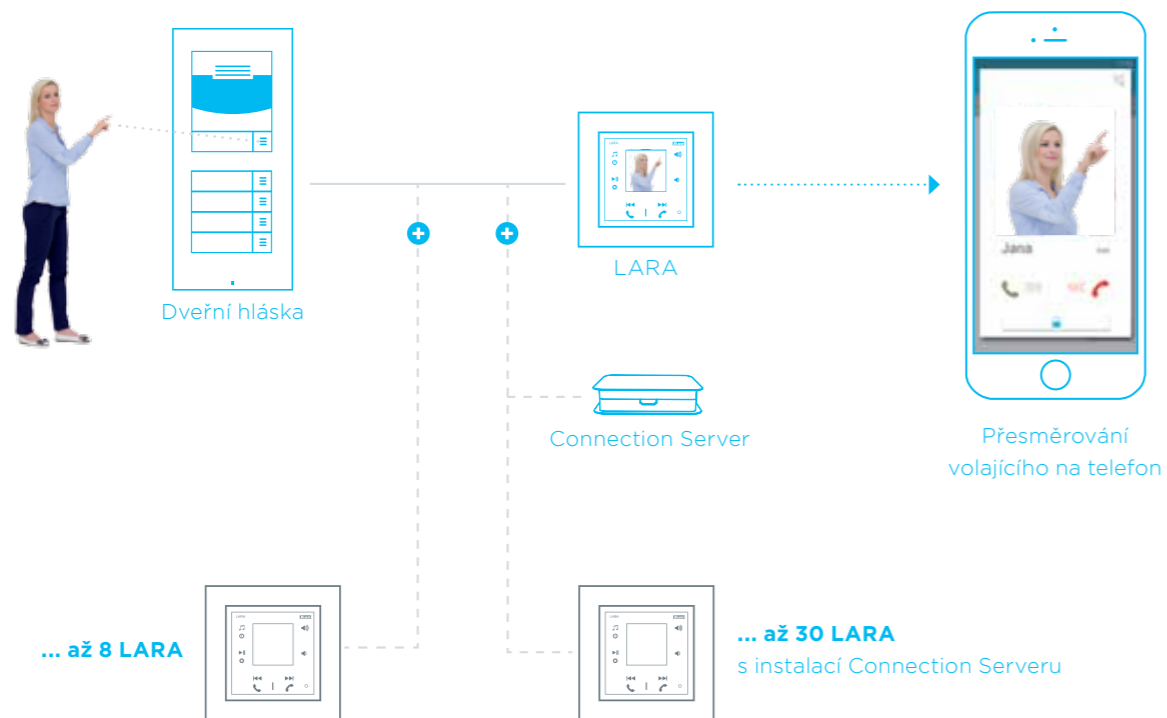 LARA
Dveřní hláska
Jana
Connection Server
Přesměrování
volajícího na telefon
... až 8 LARA
... až 30 LARA
s instalací Connection Serveru